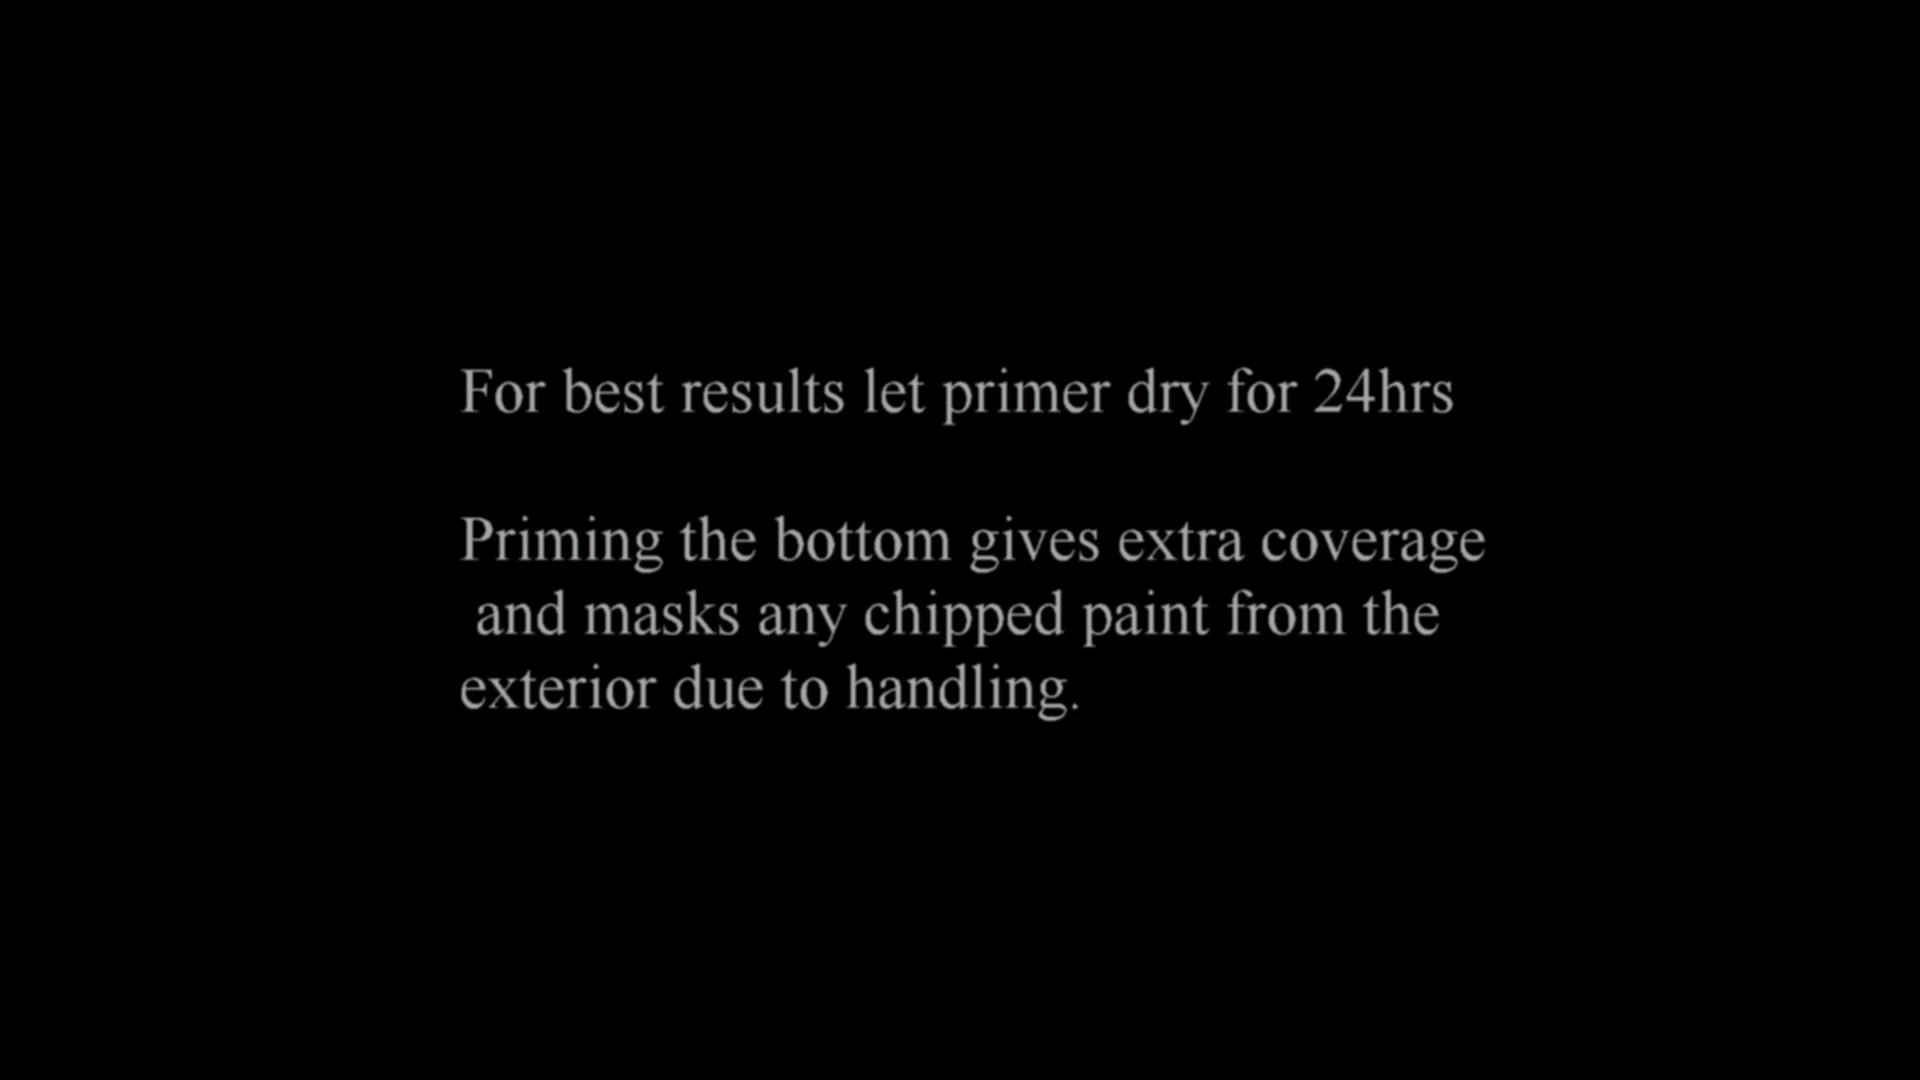 For best results let primer dry for 24hrs
Priming the bottom gives extra coverage
and masks any chipped paint from the
exterior due to handling.